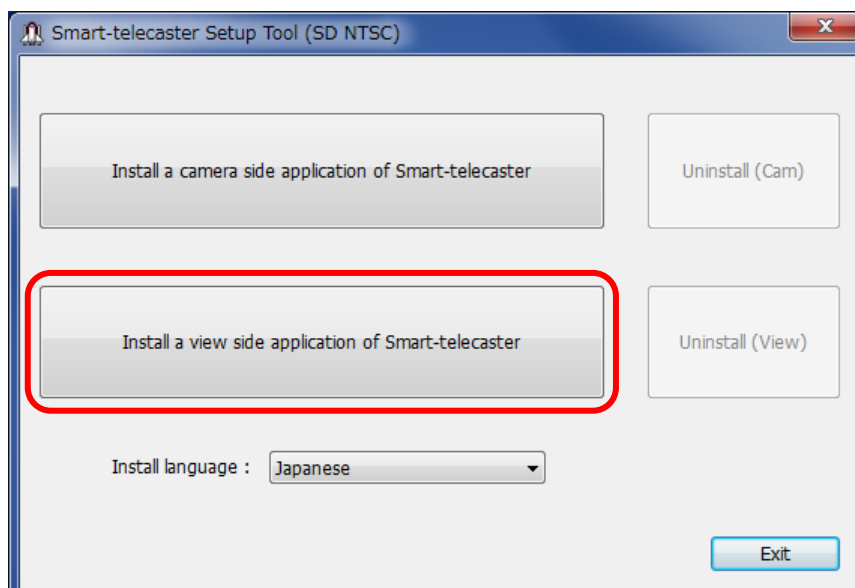 Smart-telecaster Setup Tool (SD NTSC)
Install a camera side application of Smart-telecaster
Uninstall (Cam)
Install a view side application of Smart-telecaster
Uninstall (View)
Install language :
Japanese
Exit